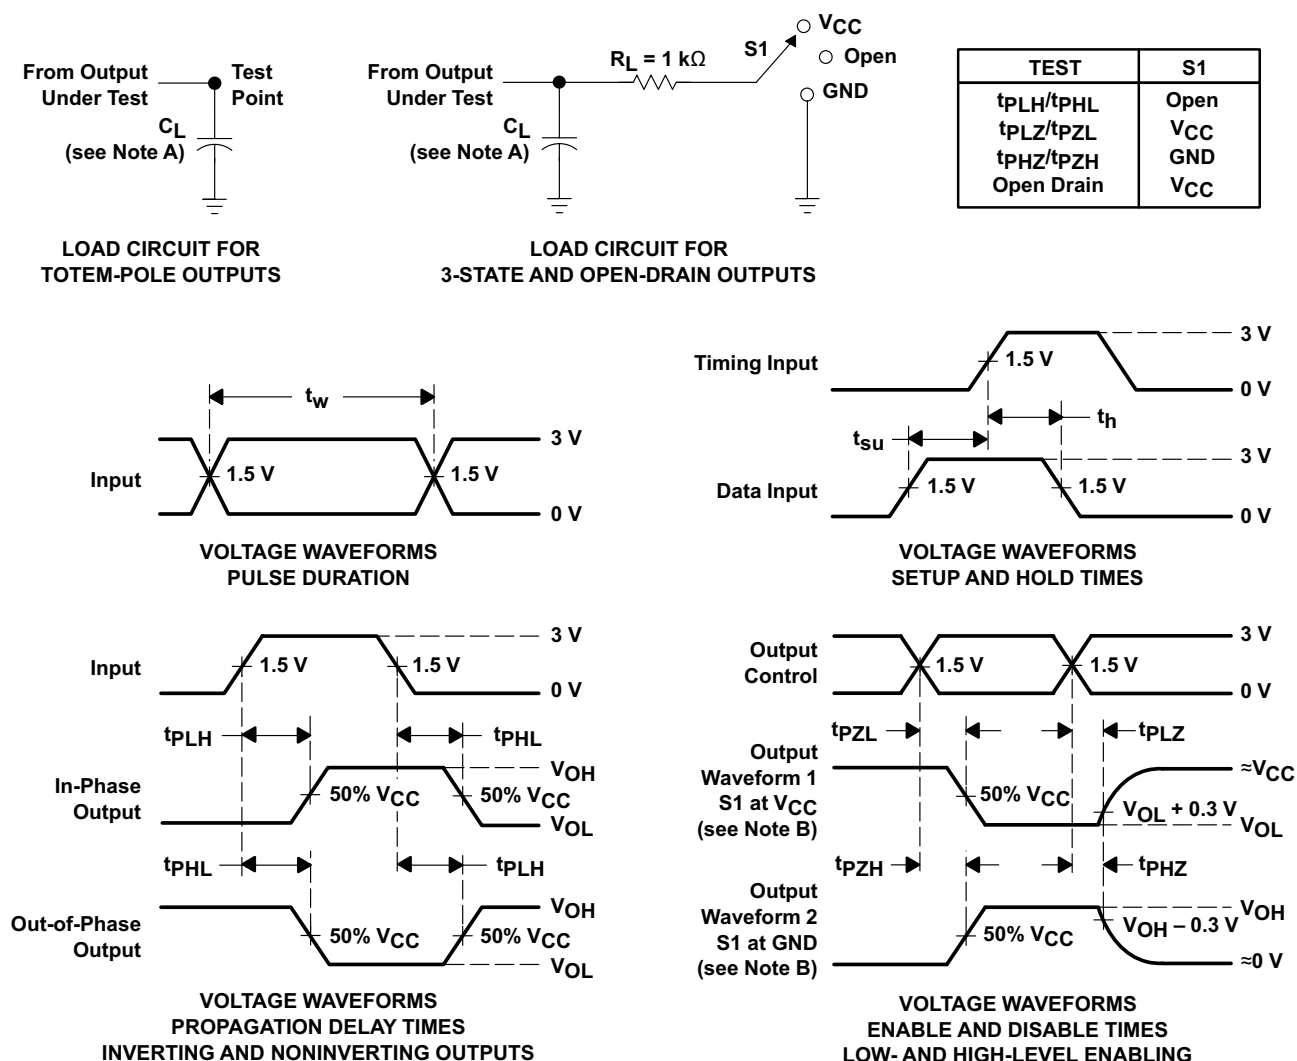 From Output
Under Test
Test
Point
CL
(see Note A)
LOAD CIRCUIT FOR
TOTEM-POLE OUTPUTS
From Output
Under Test
RL = 1 kΩ
S1
VCC
Open
GND
CL
(see Note A)
LOAD CIRCUIT FOR
3-STATE AND OPEN-DRAIN OUTPUTS
TEST S1
tPLH/tPHL Open
tPLZ/tPZL VCC
tPHZ/tPZH GND
Open Drain VCC
tw
Input
1.5 V
1.5 V
3 V
0 V
VOLTAGE WAVEFORMS
PULSE DURATION
Timing Input
1.5 V
3 V
0 V
tsu
th
Data Input
1.5 V
1.5 V
3 V
0 V
VOLTAGE WAVEFORMS
SETUP AND HOLD TIMES
Input
1.5 V
1.5 V
3 V
0 V
tPLH
tPHL
In-Phase
Output
50% VCC
50% VCC
VOH
VOL
tPHL
tPLH
Out-of-Phase
Output
50% VCC
50% VCC
VOH
VOL
VOLTAGE WAVEFORMS
PROPAGATION DELAY TIMES
INVERTING AND NONINVERTING OUTPUTS
Output
Control
1.5 V
1.5 V
3 V
0 V
tPZL
tPLZ
Output
Waveform 1
S1 at VCC
(see Note B)
50% VCC
VOL + 0.3 V
≈VCC
VOL
tPZH
tPHZ
Output
Waveform 2
S1 at GND
(see Note B)
50% VCC
VOH – 0.3 V
VOH
≈0 V
VOLTAGE WAVEFORMS
ENABLE AND DISABLE TIMES
LOW- AND HIGH-LEVEL ENABLING